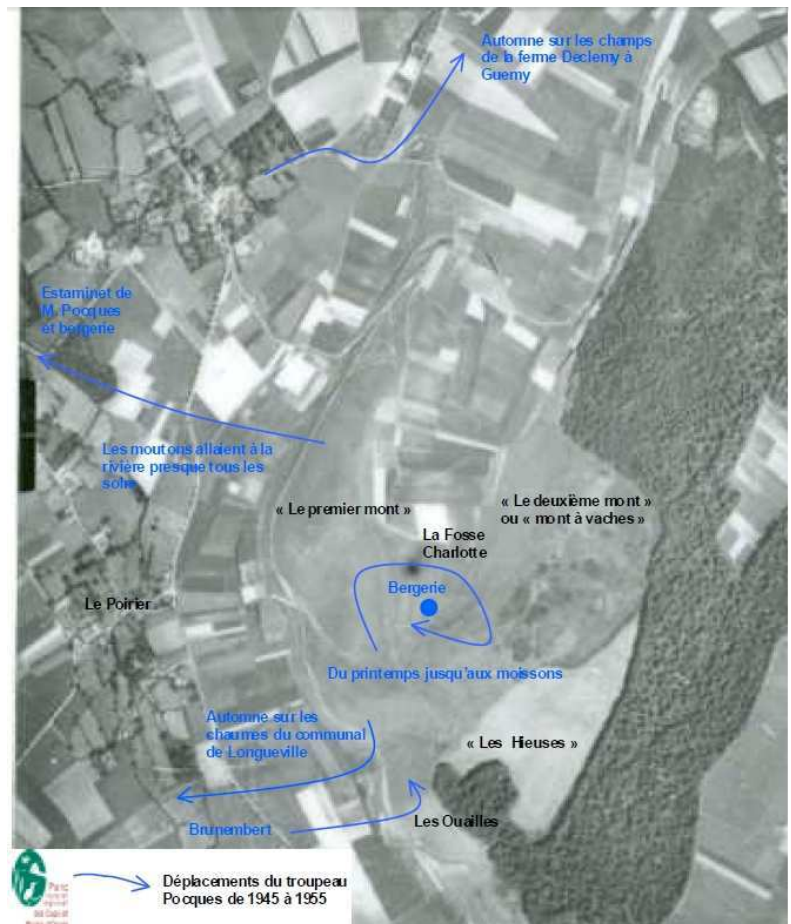 Automne sur les champs
de la ferme Declemy à
Guemy
Estaminet de
M. Pocques
et bergerie
Les moutons allaient à la
rivière presque tous les
soirs
« Le premier mont »
« Le deuxième mont »
ou « mont à vaches »
La Fosse
Charlotte
Bergerie
Le Poirier
Du printemps jusqu'aux moissons
Automne sur les
chaumes du communal
de Longueville
« Les Hieuses »
Brunembert
Les Ouailles
Parc
Déplacements du troupeau
Pocques de 1945 à 1955